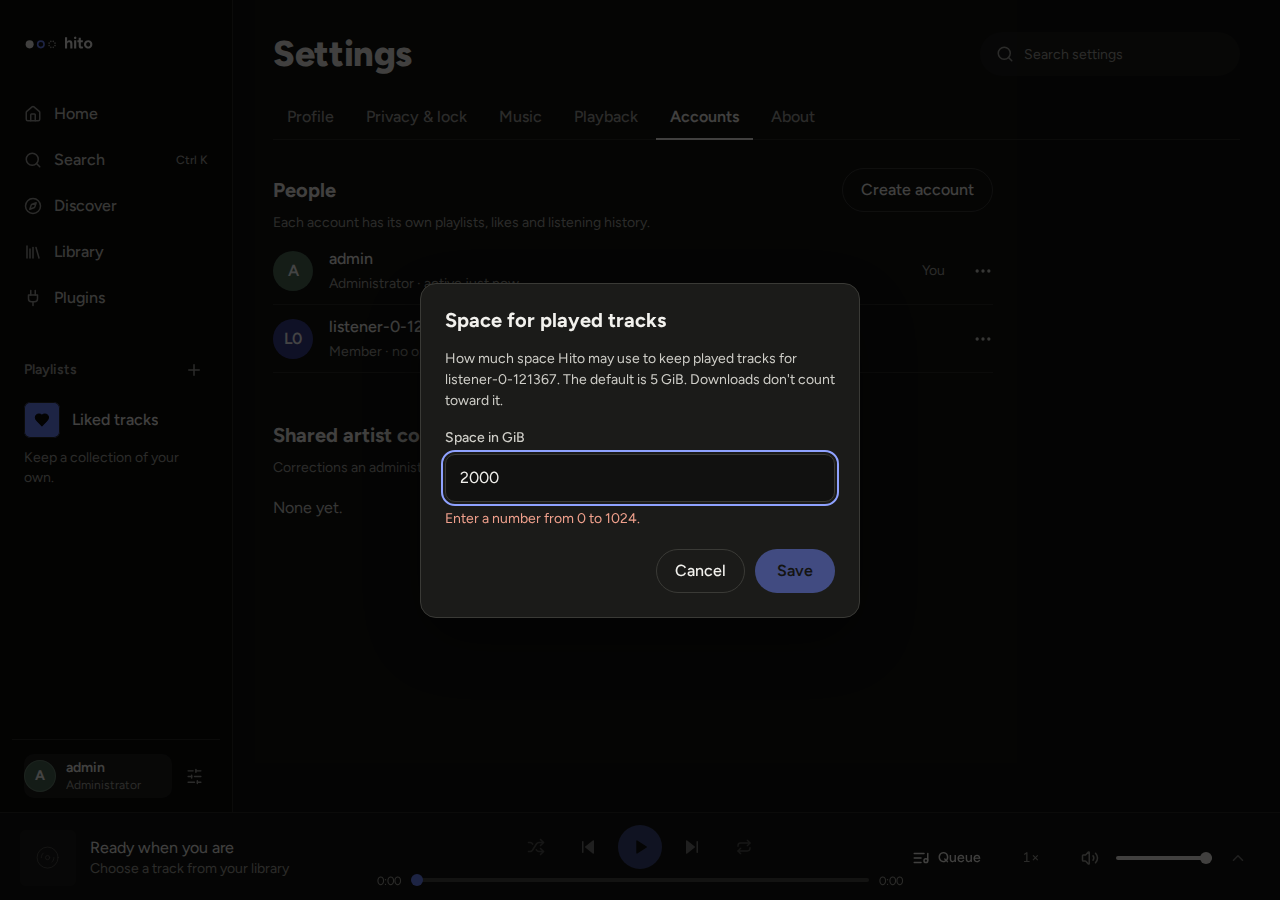 hito
Settings
Search settings
Home
Search
Ctrl K
Discover
Library
Plugins
Profile
Privacy & lock
Music
Playback
Accounts
About
People
Create account
Each account has its own playlists, likes and listening history.
A
admin
Administrator · active just now
You
L0
listener-0-12
Member · no o
Playlists
Liked tracks
Keep a collection of your
own.
Shared artist co
Corrections an administ
None yet.
Space for played tracks
How much space Hito may use to keep played tracks for
listener-0-121367. The default is 5 GiB. Downloads don't count
toward it.
Space in GiB
2000
Enter a number from 0 to 1024.
Cancel
Save
A
admin
Administrator
Ready when you are
Choose a track from your library
0:00
0:00
Queue
1×